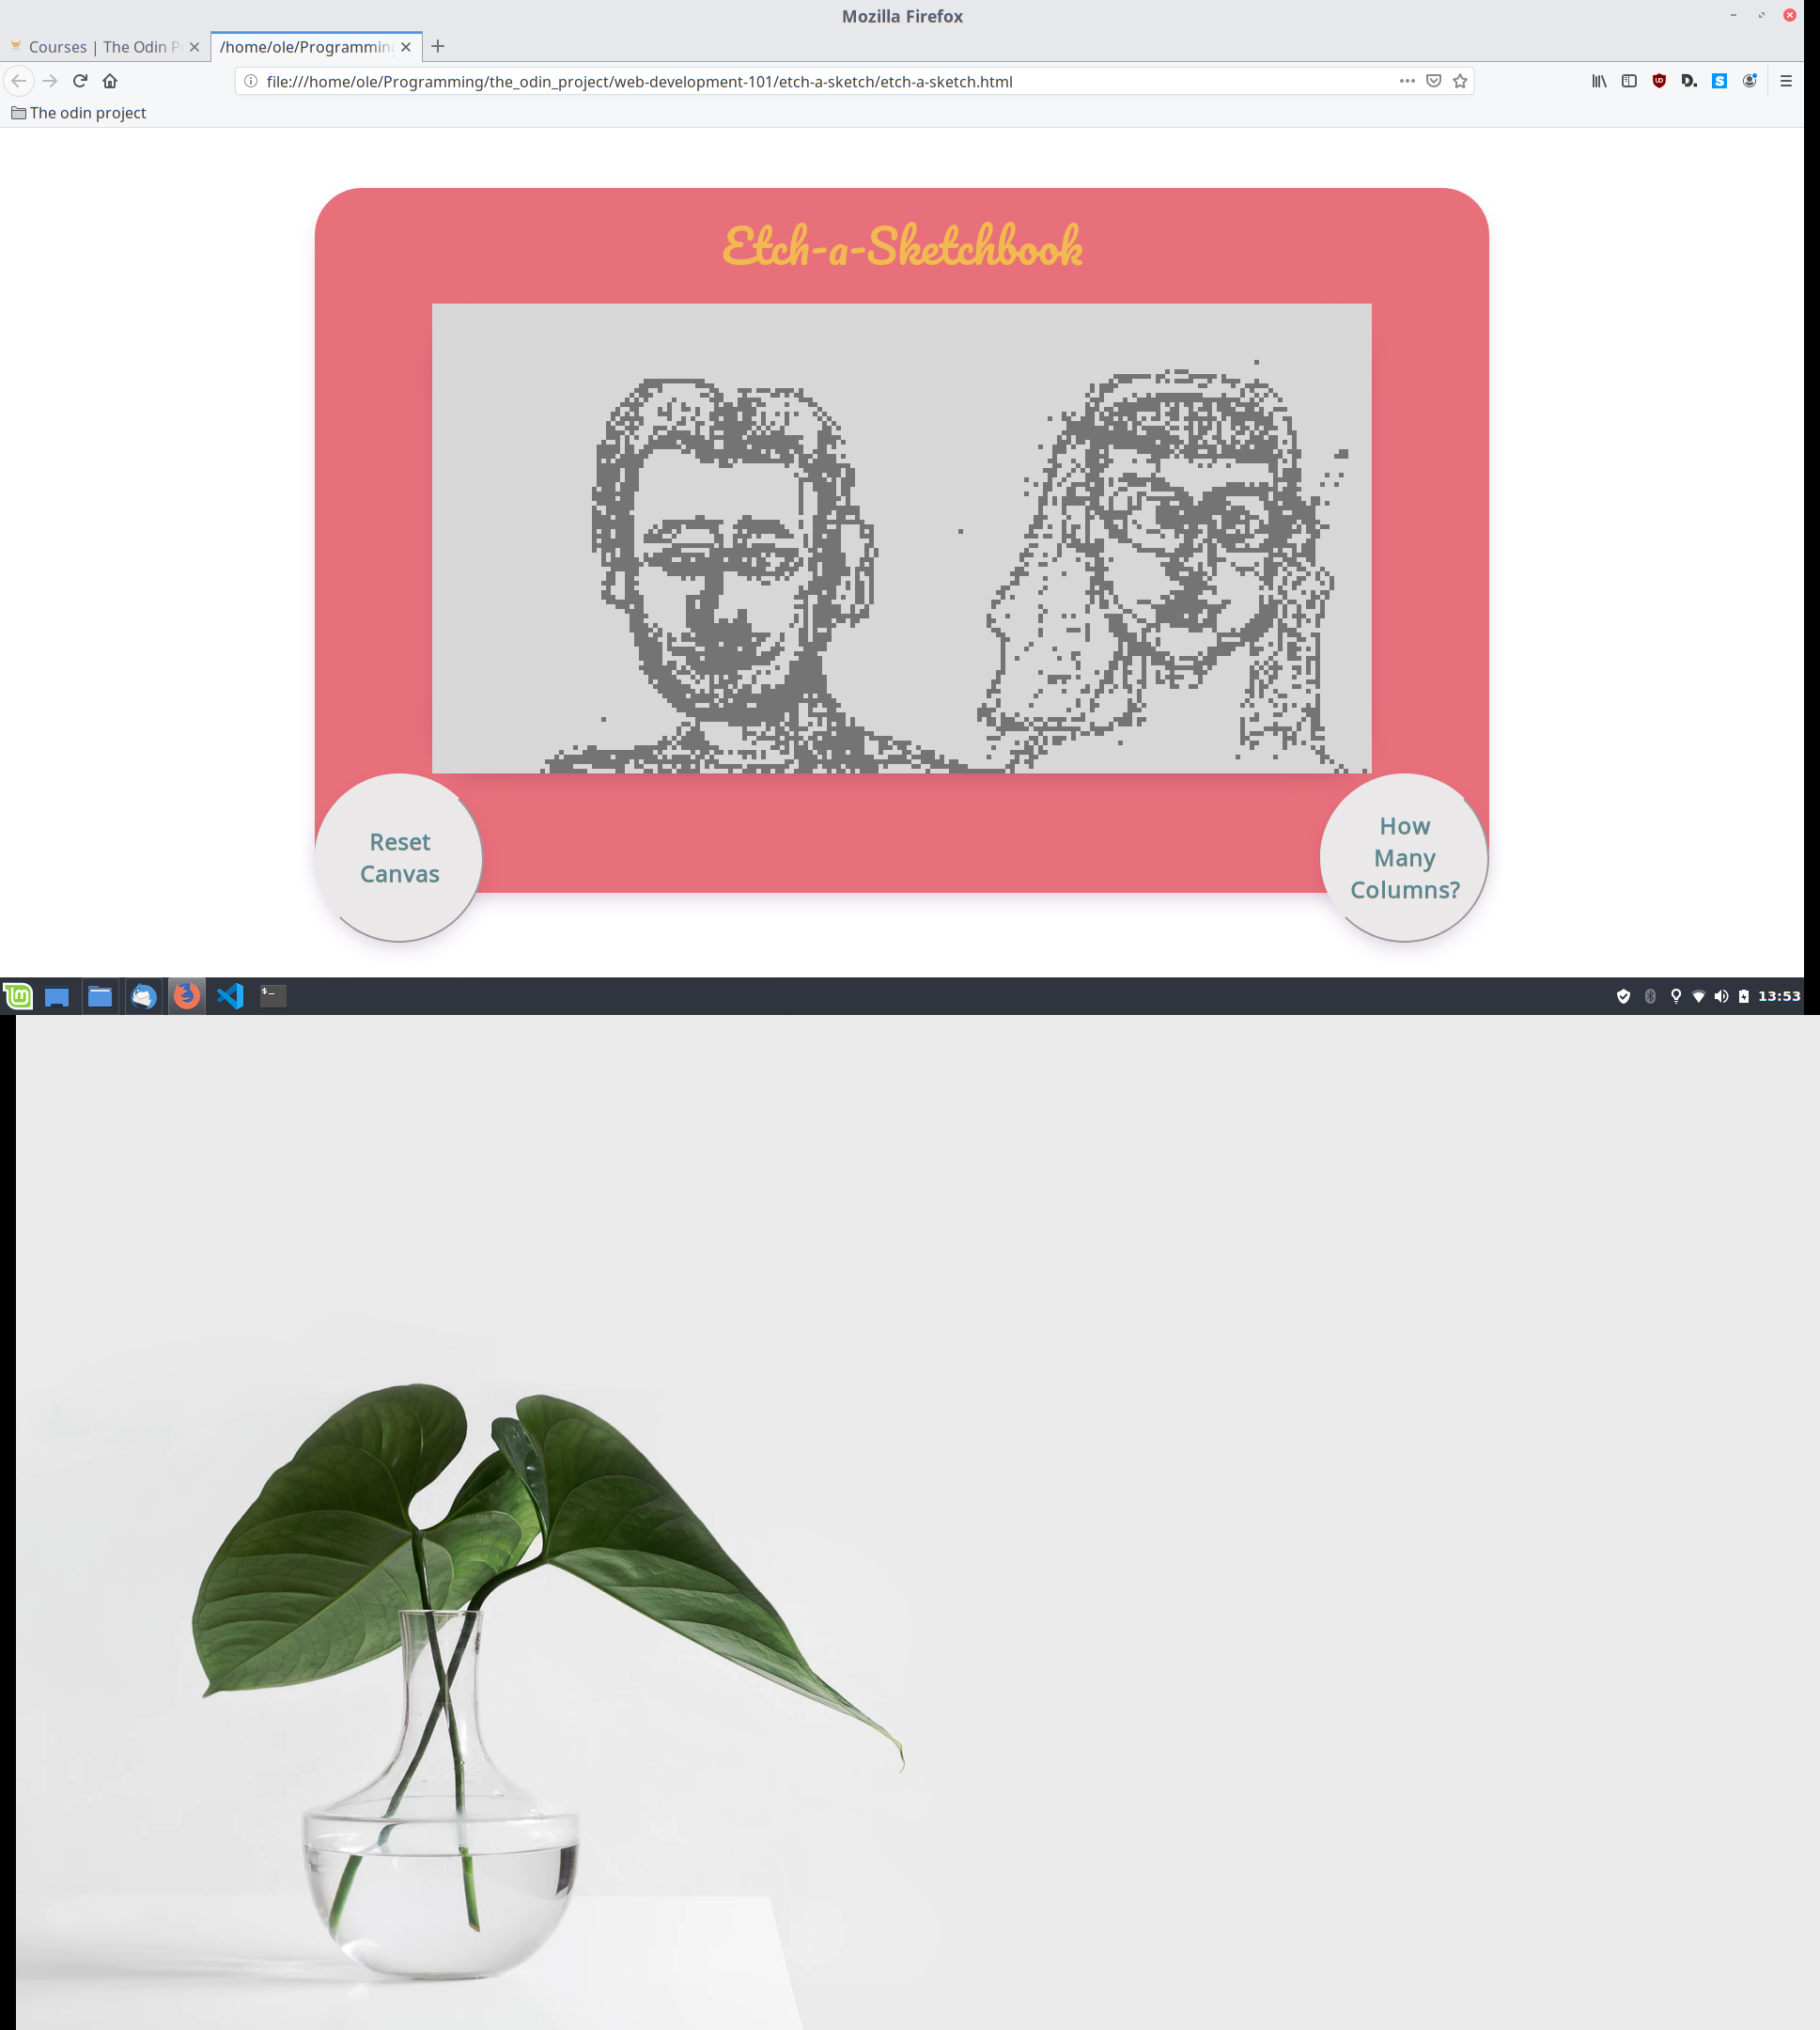 Mozilla Firefox
Courses | The Odin P
/home/ole/Programmin
file:///home/ole/Programming/the_odin_project/web-development-101/etch-a-sketch/etch-a-sketch.html
The odin project
Etch-a-Sketchbook
Reset
Canvas
How
Many
Columns?
13:53